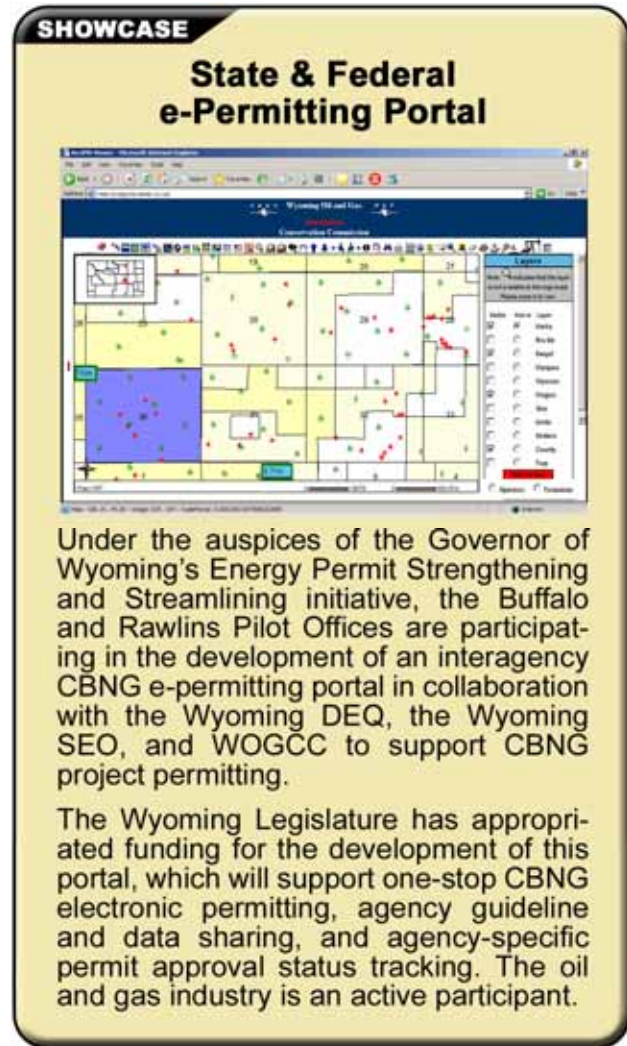 SHOWCASE
State & Federal
e-Permitting Portal
Wyoming Oil and Gas
Conservation Commission
Layers
Under the auspices of the Governor of
Wyoming's Energy Permit Strengthening
and Streamlining initiative, the Buffalo
and Rawlins Pilot Offices are participat-
ing in the development of an interagency
CBNG e-permitting portal in collaboration
with the Wyoming DEQ, the Wyoming
SEO, and WOGCC to support CBNG
project permitting.
The Wyoming Legislature has appropri-
ated funding for the development of this
portal, which will support one-stop CBNG
electronic permitting, agency guideline
and data sharing, and agency-specific
permit approval status tracking. The oil
and gas industry is an active participant.